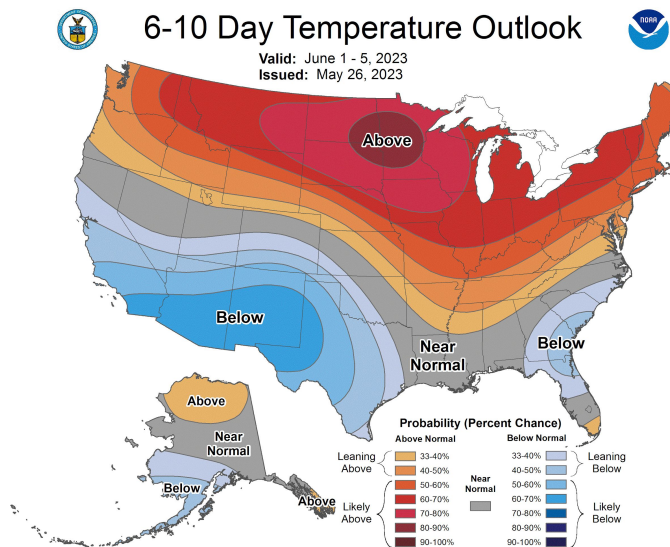 6-10 Day Temperature Outlook
NOAA
Valid: June 1 - 5, 2023
Issued: May 26, 2023
Above
Below
Near
Normal
Below
Above
Near
Normal
Below
Above
Probability (Percent Chance)
Above Normal
Below Normal
Leaning
Above
33-40%
33-40%
Leaning
Below
40-50%
40-50%
Likely
Above
50-60%
Near
Normal
50-60%
Likely
Below
60-70%
60-70%
70-80%
70-80%
80-90%
80-90%
90-100%
90-100%